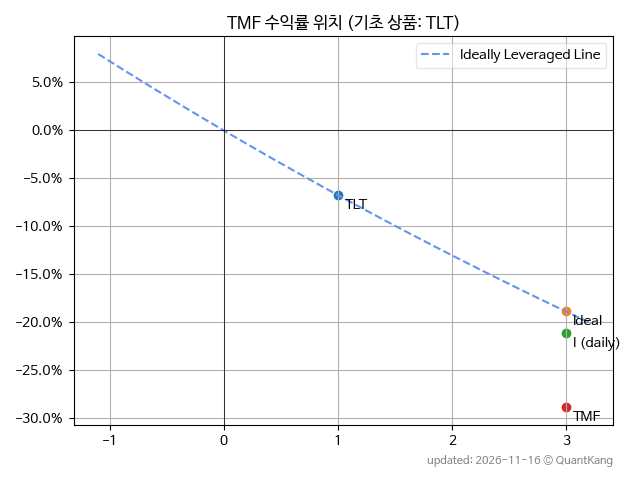 TMF 수익률 위치 (기초 상품: TLT)
Ideally Leveraged Line
5.0%
0.0%
−5.0%
−10.0%
−15.0%
−20.0%
−25.0%
−30.0%
TLT
Ideal
I (daily)
TMF
−1
0
1
2
3
updated: 2026-11-16 © QuantKang